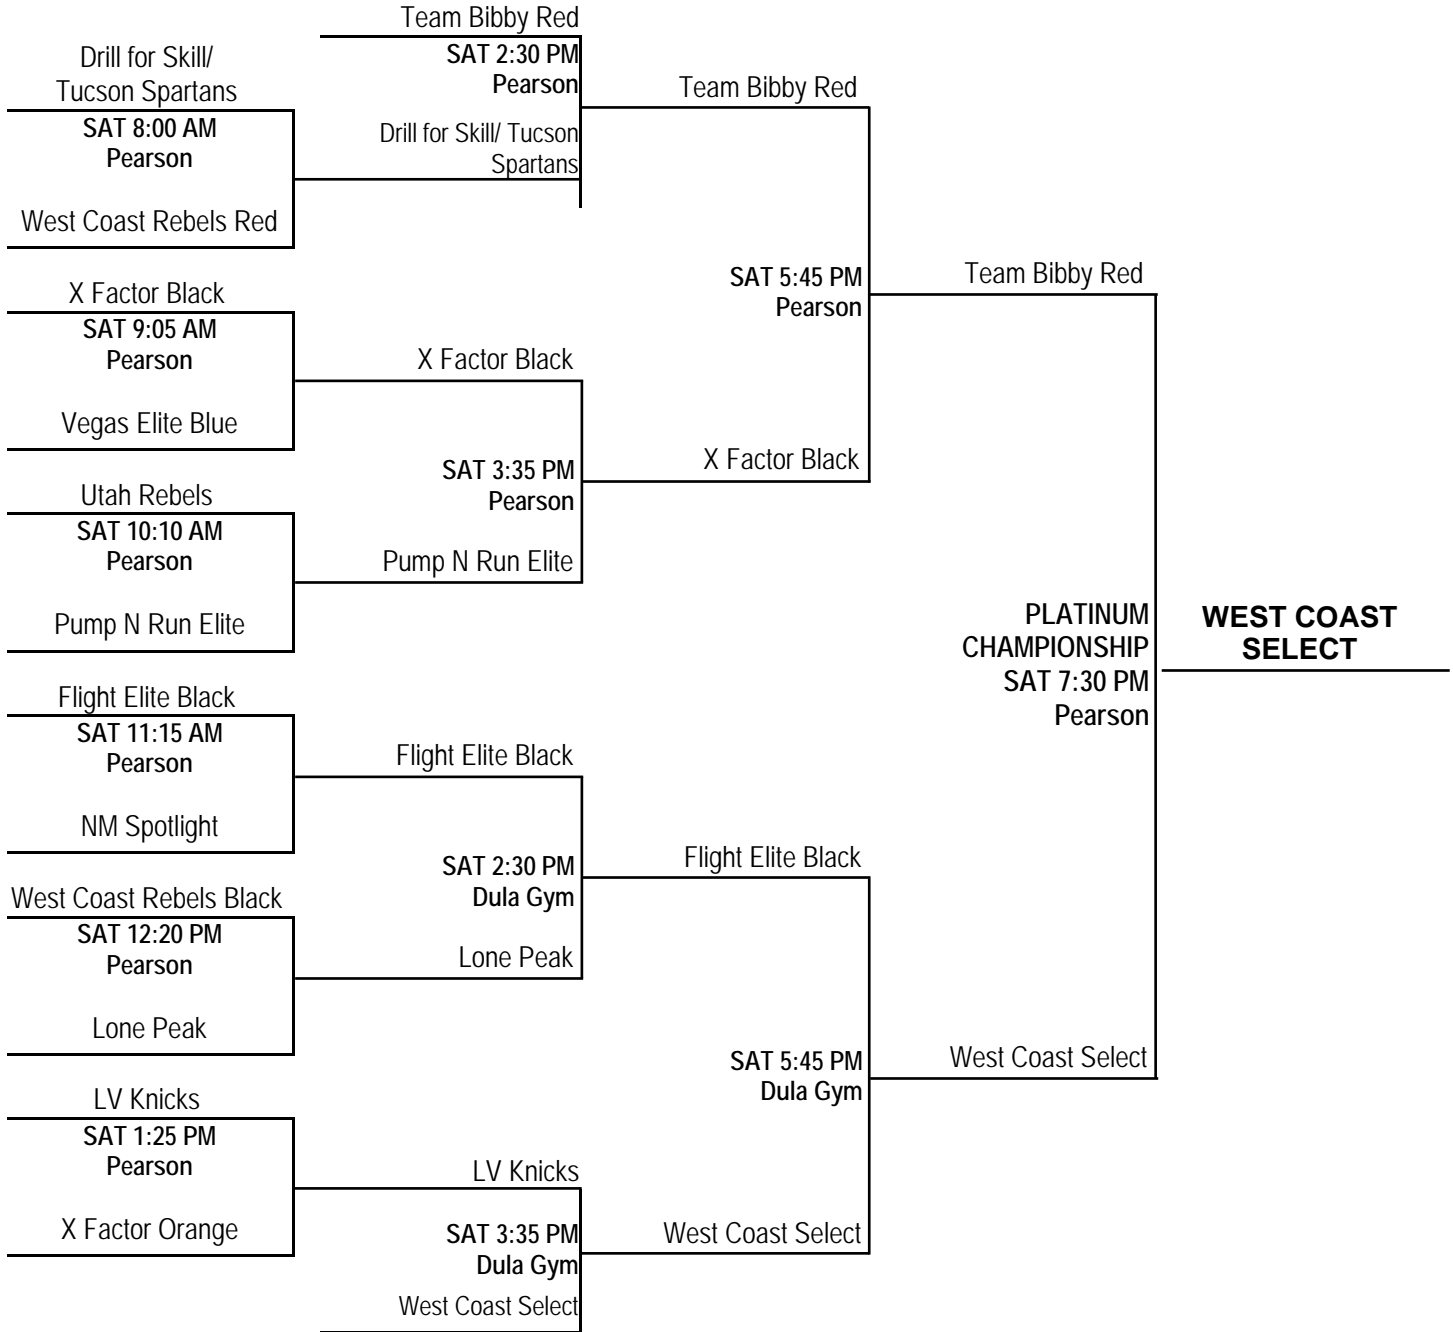 Team Bibby Red
SAT 2:30 PM
Pearson
Drill for Skill/ Tucson
Spartans
Drill for Skill/
Tucson Spartans
SAT 8:00 AM
Pearson
West Coast Rebels Red
X Factor Black
SAT 9:05 AM
Pearson
Vegas Elite Blue
Utah Rebels
SAT 10:10 AM
Pearson
Pump N Run Elite
Flight Elite Black
SAT 11:15 AM
Pearson
NM Spotlight
West Coast Rebels Black
SAT 12:20 PM
Pearson
Lone Peak
LV Knicks
SAT 1:25 PM
Pearson
X Factor Orange
X Factor Black
SAT 3:35 PM
Pearson
Pump N Run Elite
Flight Elite Black
SAT 2:30 PM
Dula Gym
Lone Peak
LV Knicks
SAT 3:35 PM
Dula Gym
West Coast Select
Team Bibby Red
SAT 5:45 PM
Pearson
X Factor Black
Flight Elite Black
SAT 5:45 PM
Dula Gym
West Coast Select
Team Bibby Red
PLATINUM
CHAMPIONSHIP
SAT 7:30 PM
Pearson
West Coast Select
WEST COAST
SELECT